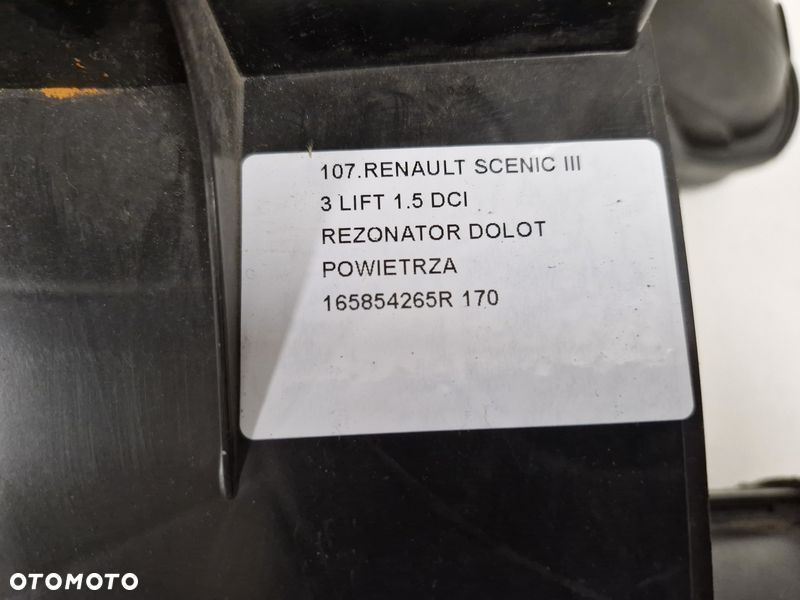 107.RENAULT SCENIC III
3 LIFT 1.5 DCI
REZONATOR DOLOT
POWIETRZA
165854265R 170
OTOMOTO